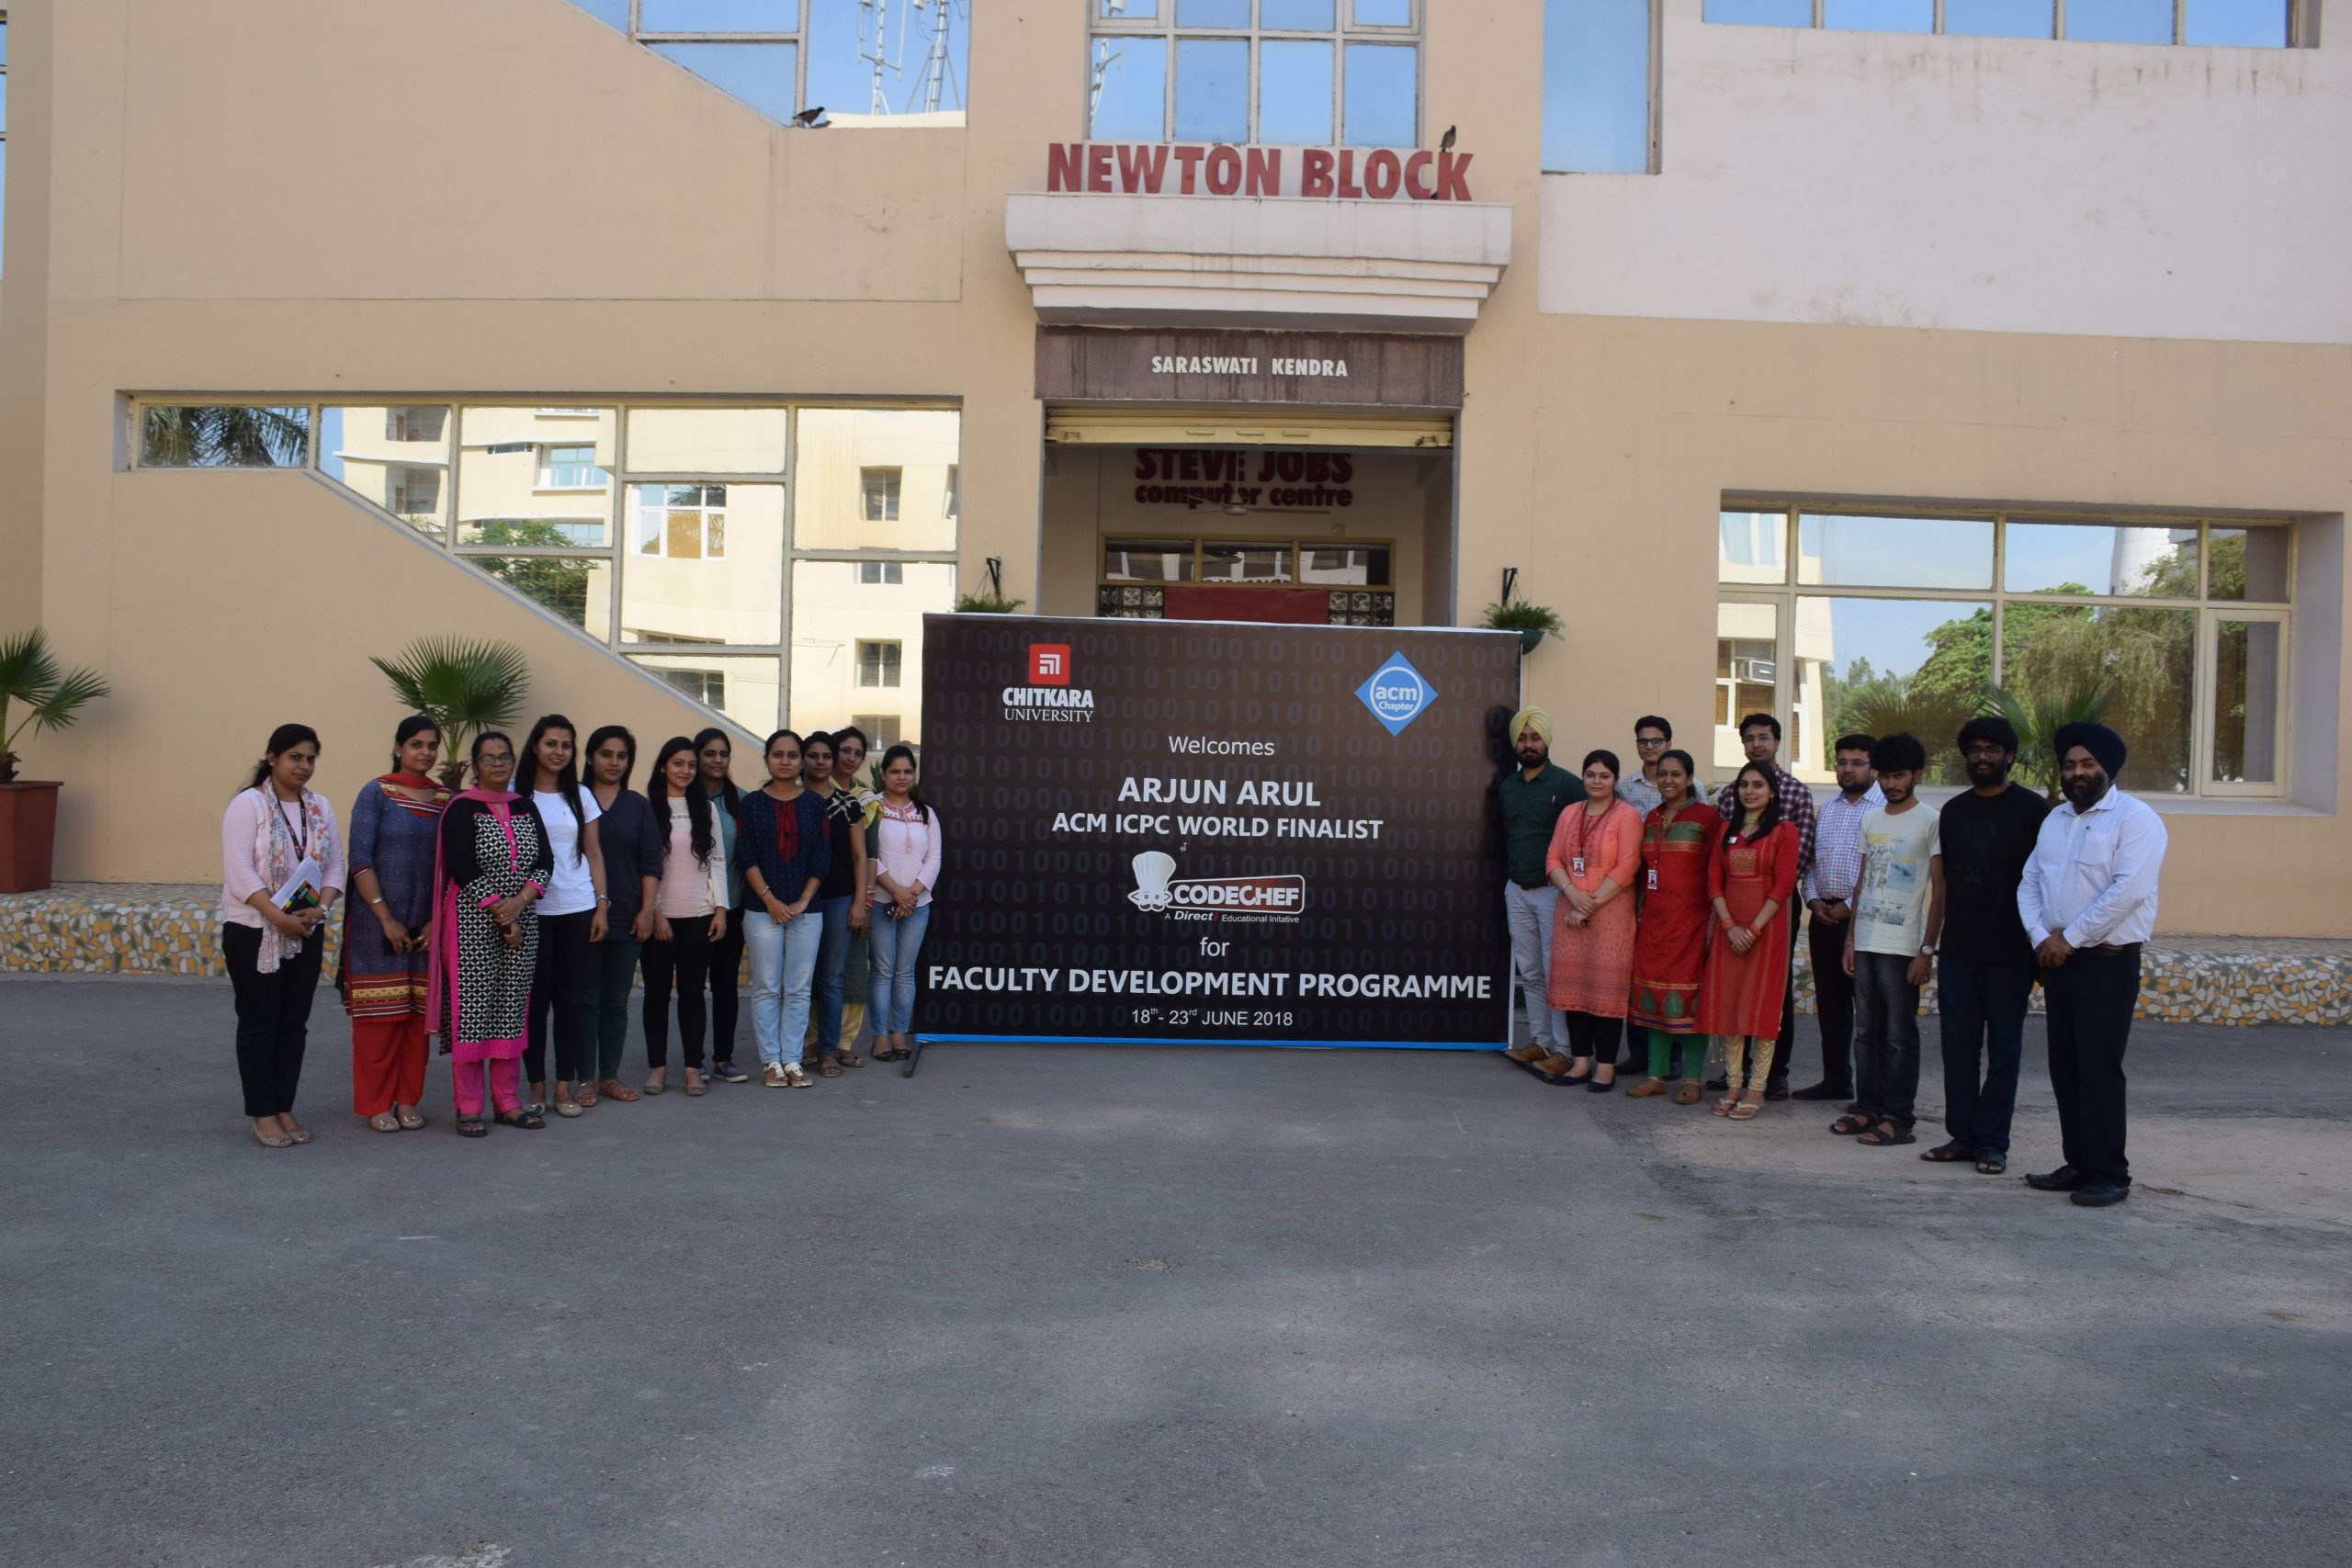 NEWTON BLOCK
SARASWATI KENDRA
STEVE JOBS
computer centre
CHITKARA
UNIVERSITY
acm
Chapter
Welcomes
ARJUN ARUL
ACM ICPC WORLD FINALIST
CODECHEF
A Directi Educational Initative
for
FACULTY DEVELOPMENT PROGRAMME
18th- 23rd JUNE 2018